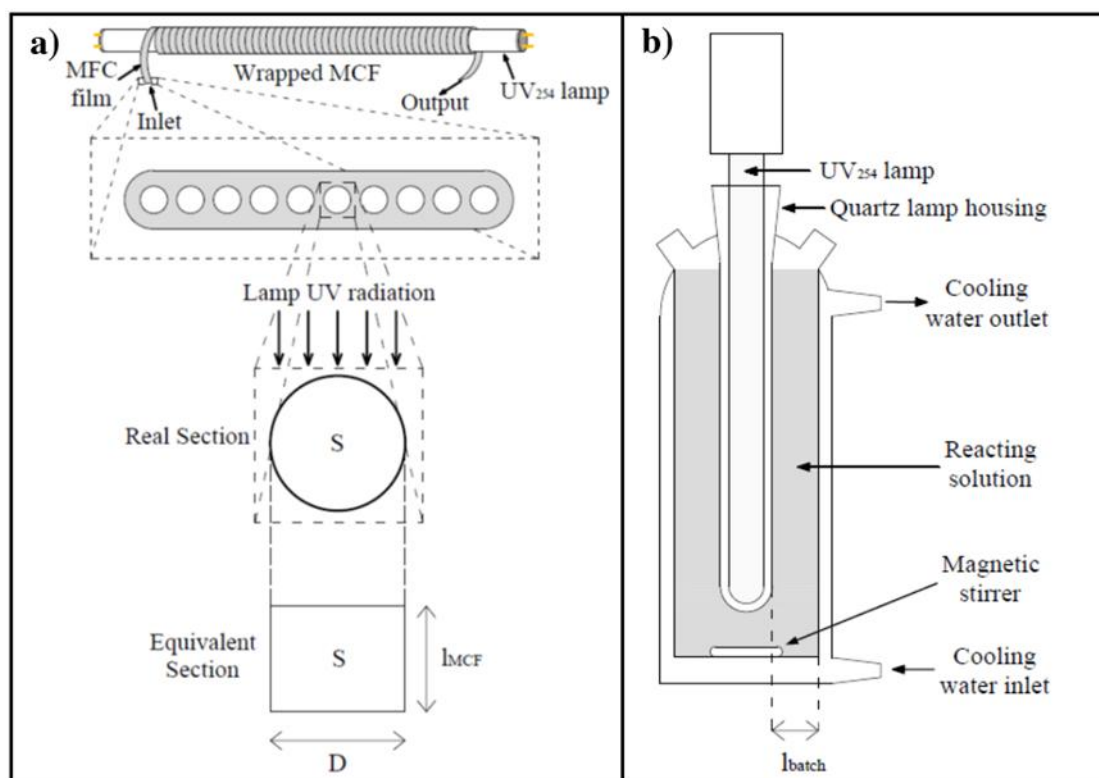 a)
MFC
film
Inlet
Wrapped MCF
Output
UV254 lamp
Lamp UV radiation
Real Section
S
Equivalent
Section
S
lMCF
D
b)
UV254 lamp
Quartz lamp housing
Cooling
water outlet
Reacting
solution
Magnetic
stirrer
Cooling
water inlet
lbatch